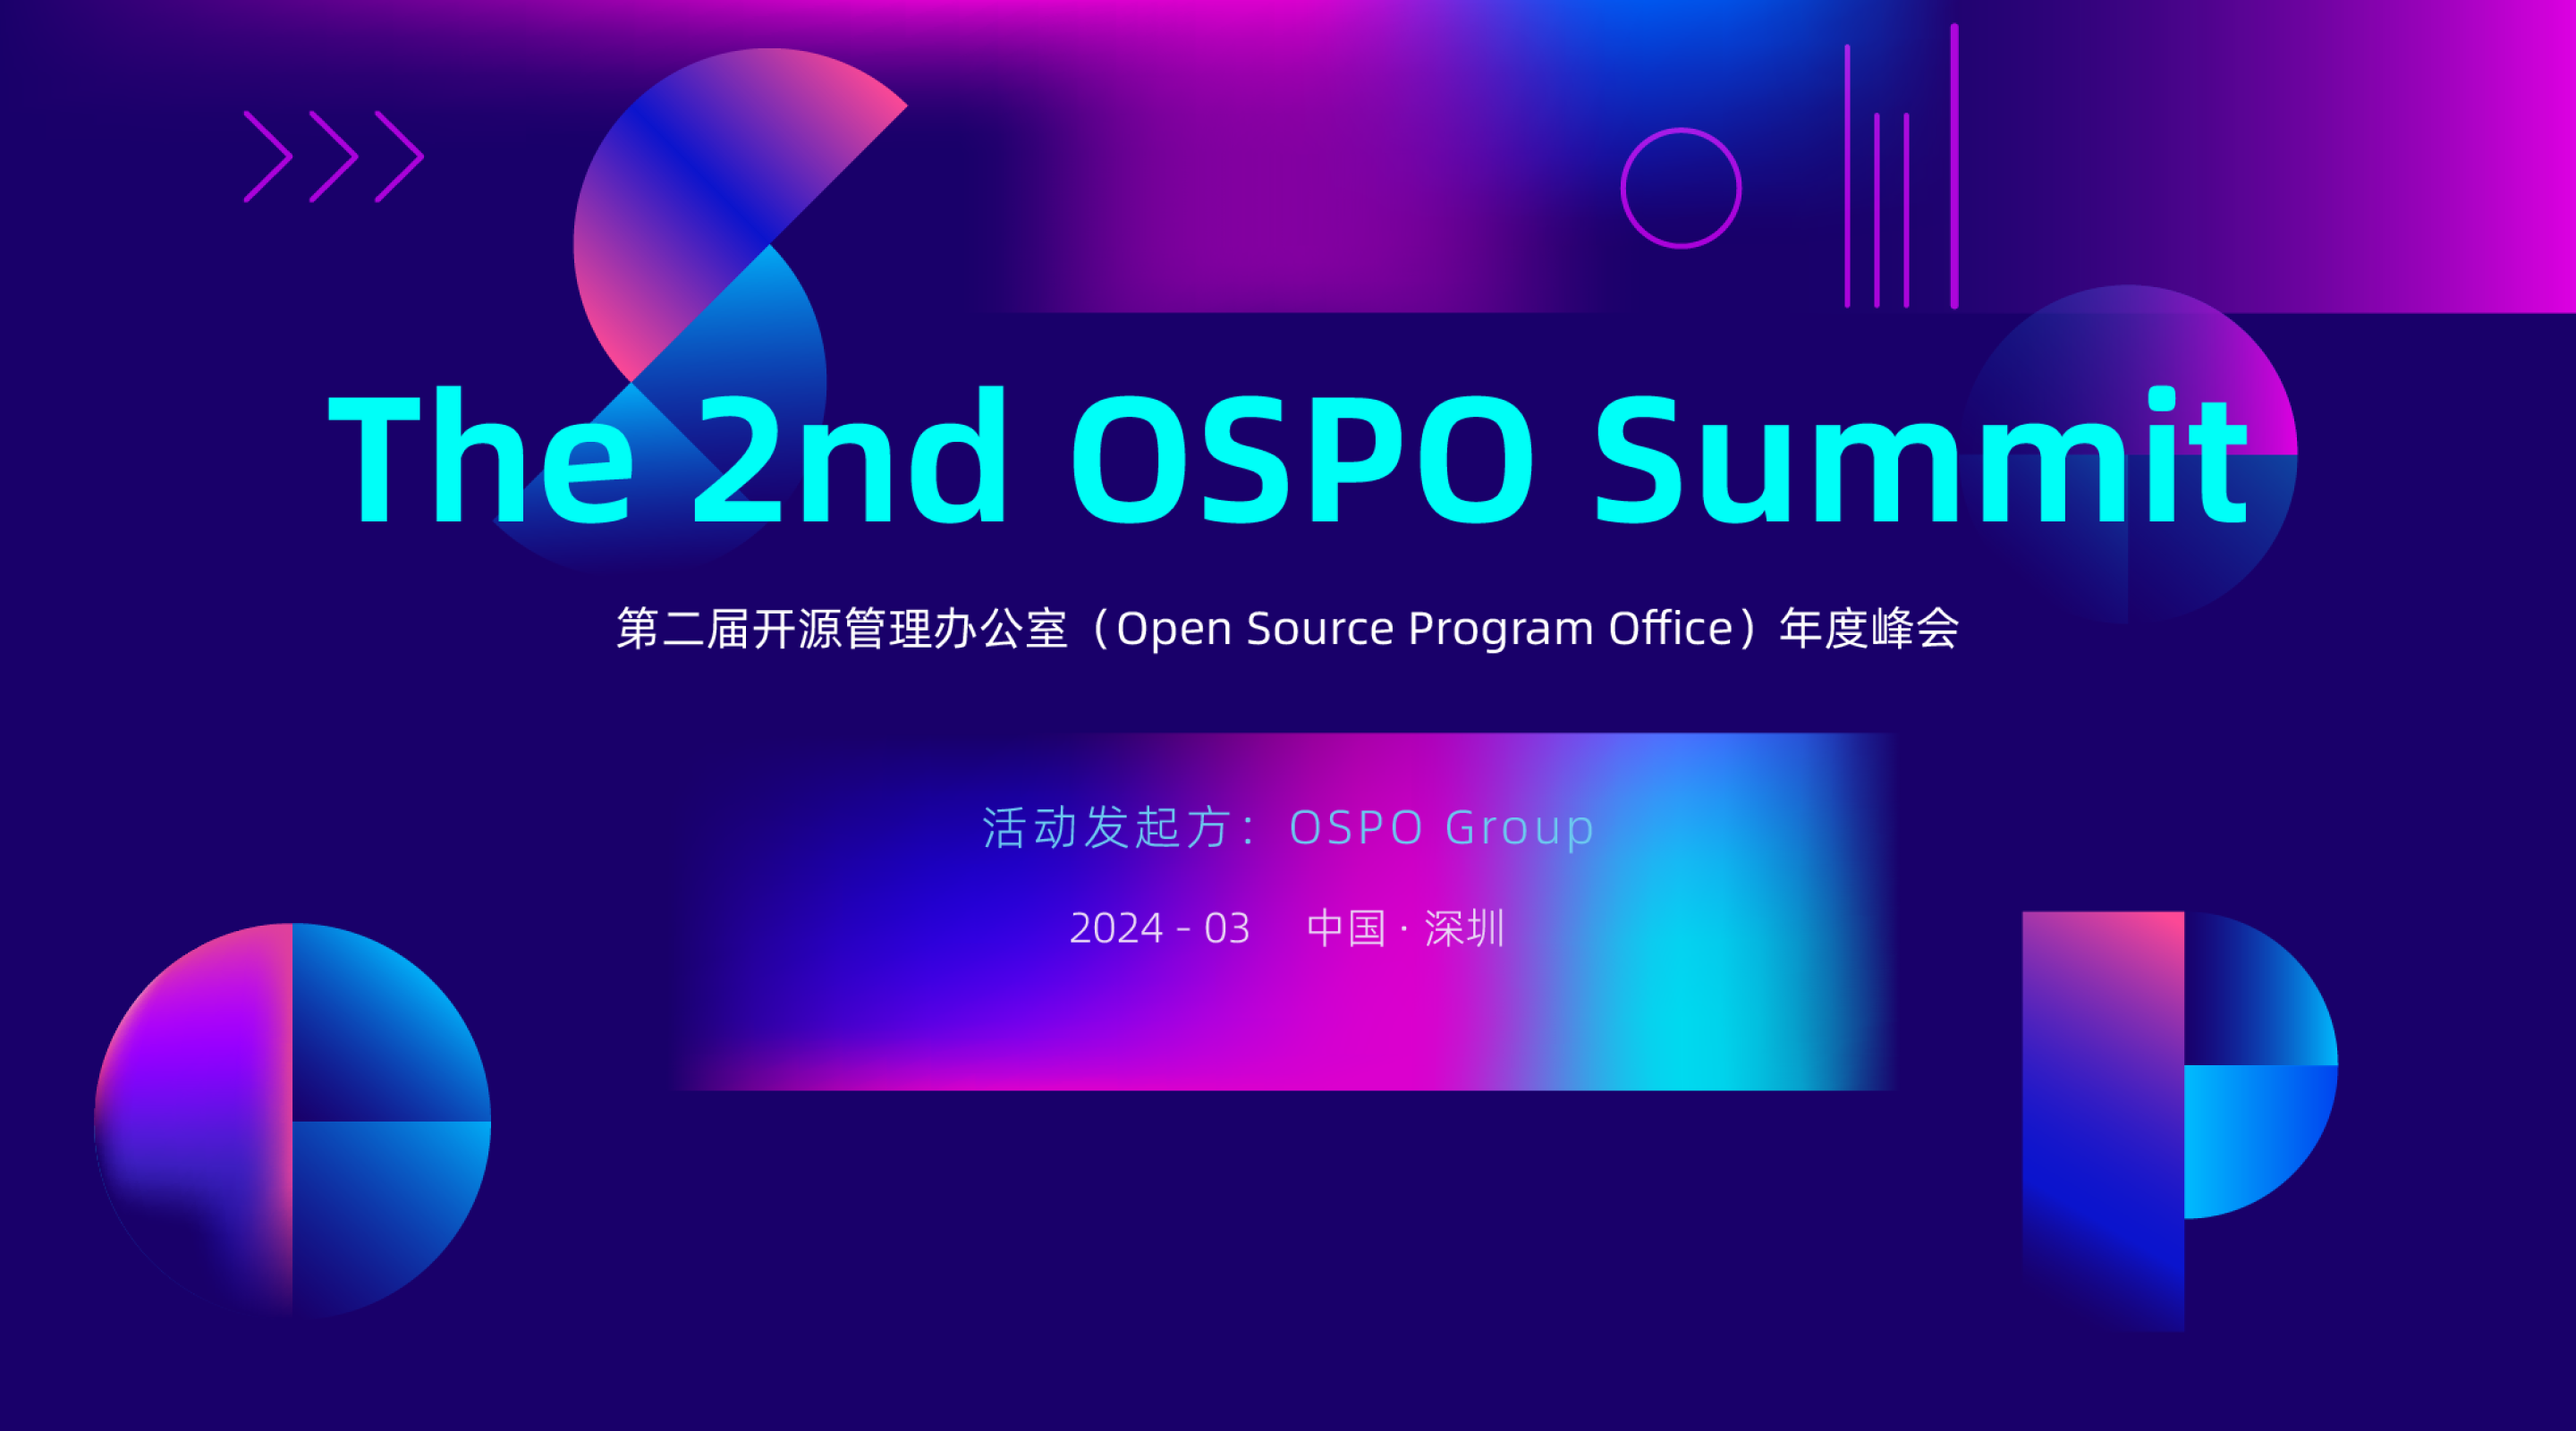 The 2nd OSPO Summit
第二届开源管理办公室（Open Source Program Office）年度峰会
活动发起方：OSPO Group
2024 - 03 中国 · 深圳